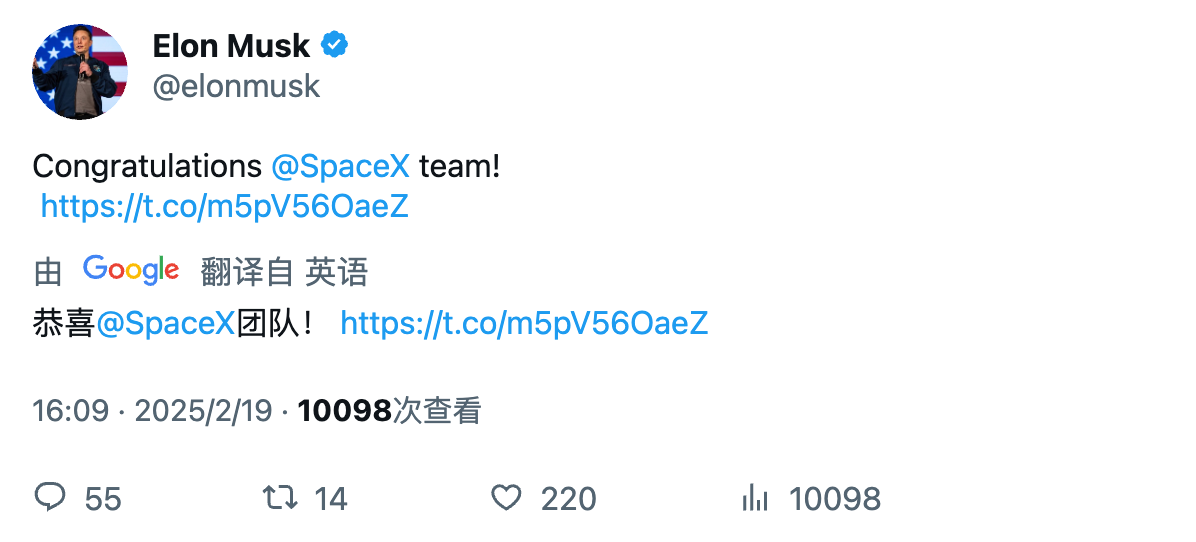 Elon Musk
@elonmusk
Congratulations @SpaceX team!
https://t.co/m5pV56OaeZ
由 Google 翻译自 英语
恭喜@SpaceX团队！ https://t.co/m5pV56OaeZ
16:09 · 2025/2/19 · 10098次查看
55 14 220 10098